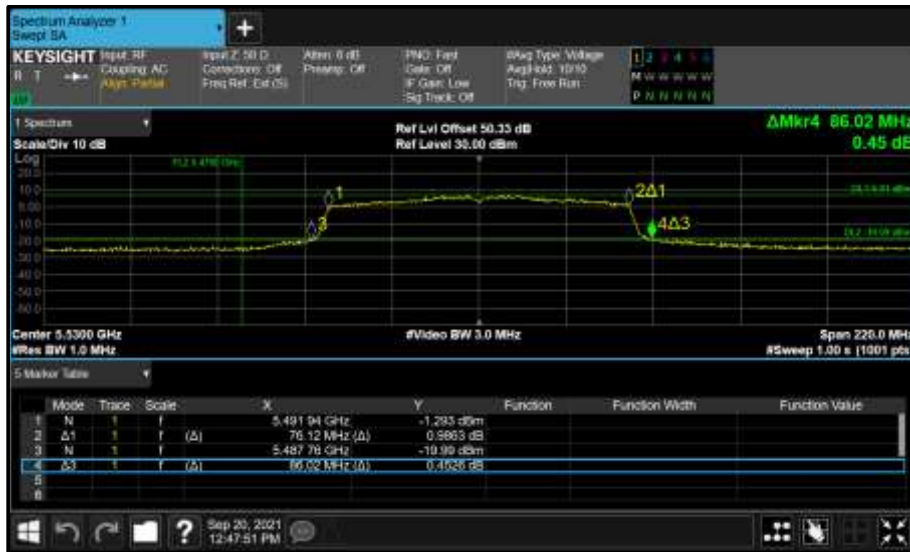 Spectrum Analyzer 1
Swept SA
+
KEYSIGHT
R T
Input: RF
Coupling: AC
Align: Partial
Input Z: 50 Ω
Corrections: Off
Freq Ref: Ext (S)
Atten: 6 dB
Preamp: Off
PNO: Fast
Gate: Off
IF Gain: Low
Sig Track: Off
#Avg Type: Voltage
Avg|Hold: 10/10
Trig: Free Run
1 2 3 4 5 6
M W W W W W
P N N N N N
1 Spectrum
Scale/Div 10 dB
Ref Lvl Offset 50.33 dB
Ref Level 30.00 dBm
ΔMkr4 86.02 MHz
0.45 dB
Log
20.0
10.0
0.00
-10.0
-20.0
-30.0
-40.0
-50.0
-60.0
1
2Δ1
3
4Δ3
Center 5.5300 GHz
#Res BW 1.0 MHz
#Video BW 3.0 MHz
Span 220.0 MHz
#Sweep 1.00 s (1001 pts
5 Marker Table
Mode Trace Scale X Y Function Function Width Function Value
1 N 1 f 5.491 94 GHz -1.293 dBm
2 Δ1 1 f (Δ) 76.12 MHz (Δ) 0.9863 dB
3 N 1 f 5.487 78 GHz -19.99 dBm
4 Δ3 1 f (Δ) 86.02 MHz (Δ) 0.4526 dB
5
6
?
Sep 20, 2021
12:47:51 PM